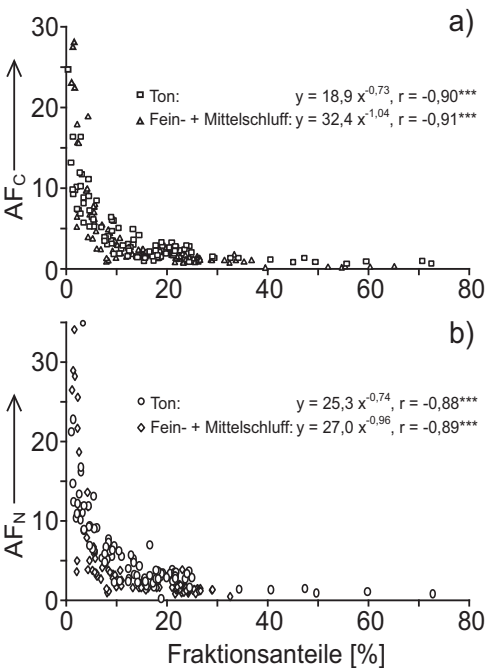 a)
30
20
10
0
AF_C
Ton: y = 18,9 x^-0,73, r = -0,90***
Fein- + Mittelschluff: y = 32,4 x^-1,04, r = -0,91***
0 20 40 60 80
b)
30
20
10
0
AF_N
Ton: y = 25,3 x^-0,74, r = -0,88***
Fein- + Mittelschluff: y = 27,0 x^-0,96, r = -0,89***
0 20 40 60 80
Fraktionsanteile [%]